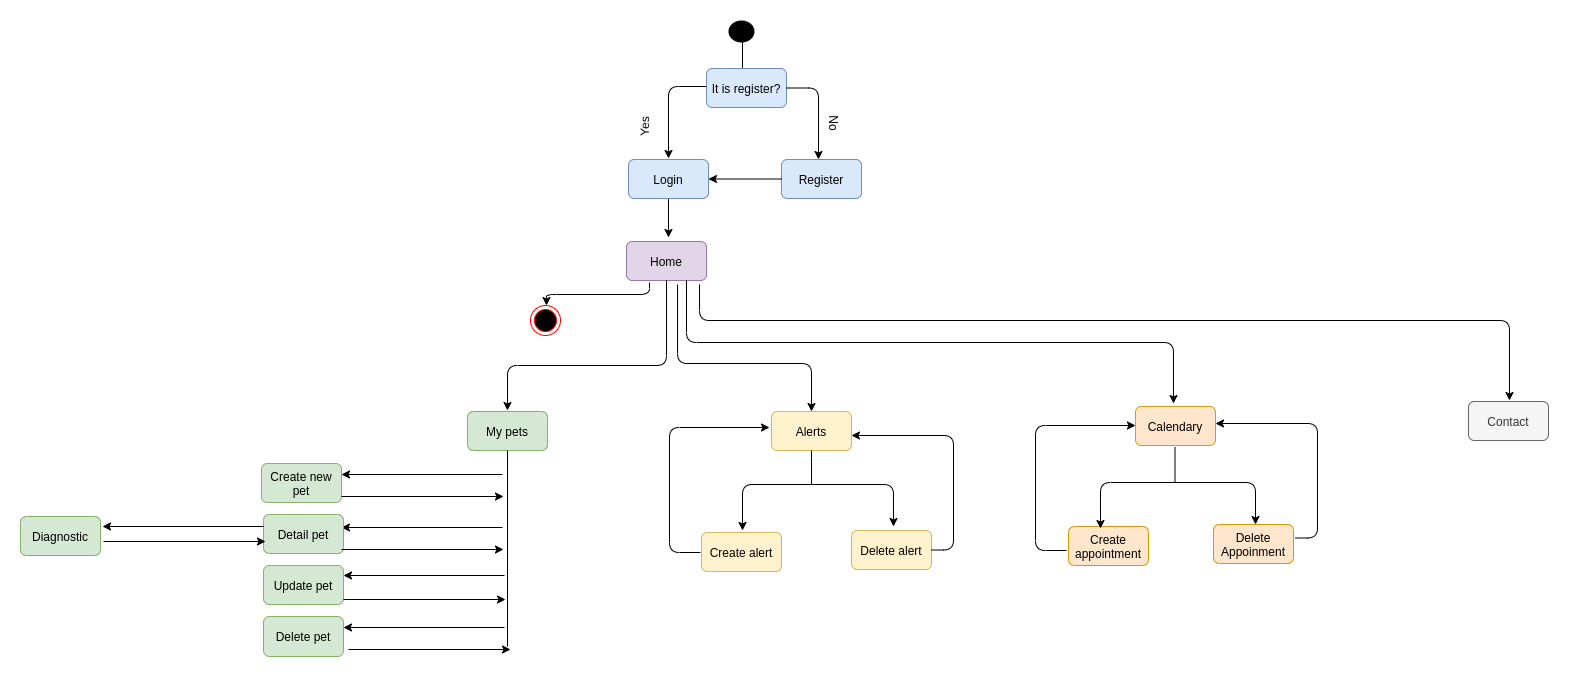 It is register?
Yes
No
Login
Register
Home
My pets
Alerts
Calendary
Contact
Create new
pet
Detail pet
Diagnostic
Update pet
Delete pet
Create alert
Delete alert
Create
appointment
Delete
Appoinment